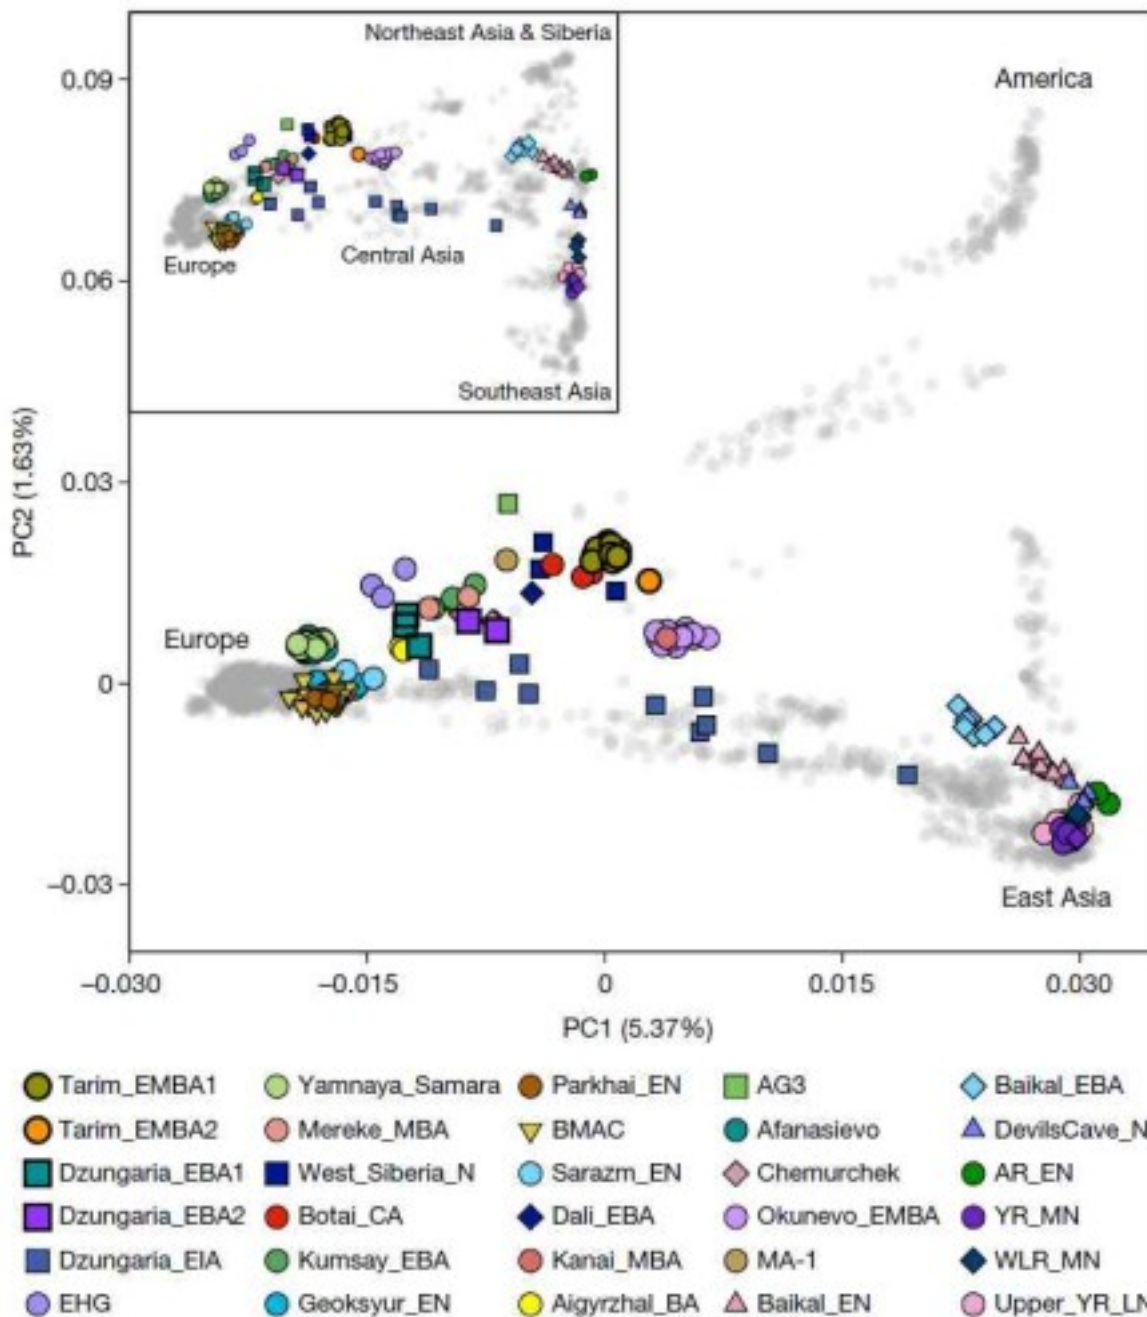 Northeast Asia & Siberia
America
0.09
Central Asia
Europe
0.06
Southeast Asia
PC2 (1.63%)
0.03
Europe
0
−0.03
East Asia
−0.030
−0.015
0
0.015
0.030
PC1 (5.37%)
Tarim_EMBA1 Yamnaya_Samara Parkhai_EN AG3 Baikal_EBA
Tarim_EMBA2 Mereke_MBA BMAC Afanasievo DevilsCave_N
Dzungaria_EBA1 West_Siberia_N Sarazm_EN Chemurchek AR_EN
Dzungaria_EBA2 Botai_CA Dali_EBA Okunevo_EMBA YR_MN
Dzungaria_EIA Kumsay_EBA Kanai_MBA MA-1 WLR_MN
EHG Geoksyur_EN Aigyrzhal_BA Baikal_EN Upper_YR_LN